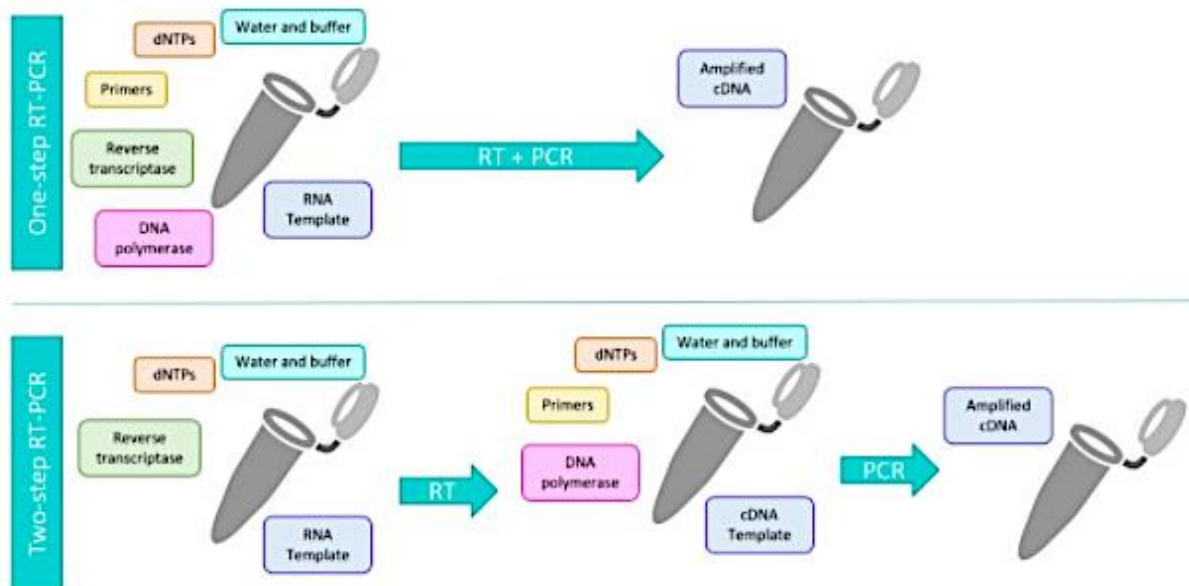 One-step RT-PCR
dNTPs
Water and buffer
Primers
Reverse
transcriptase
DNA
polymerase
RNA
Template
RT + PCR
Amplified
cDNA
Two-step RT-PCR
dNTPs
Water and buffer
Reverse
transcriptase
RNA
Template
RT
dNTPs
Water and buffer
Primers
DNA
polymerase
cDNA
Template
PCR
Amplified
cDNA